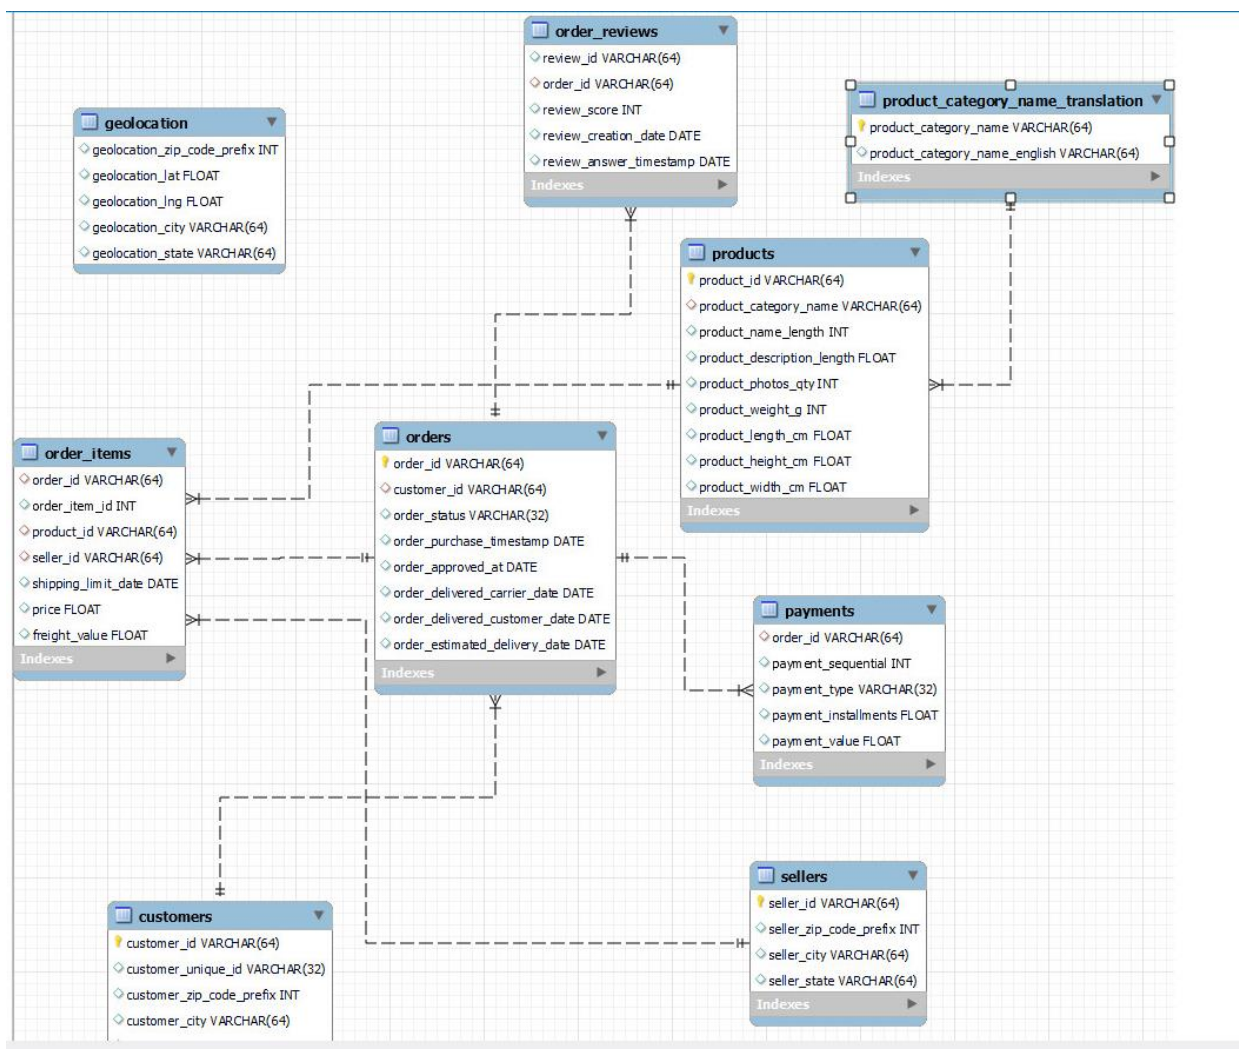 order_reviews
review_id VARCHAR(64)
order_id VARCHAR(64)
review_score INT
review_creation_date DATE
review_answer_timestamp DATE
Indexes
product_category_name_translation
product_category_name VARCHAR(64)
product_category_name_english VARCHAR(64)
Indexes
geolocation
geolocation_zip_code_prefix INT
geolocation_lat FLOAT
geolocation_lng FLOAT
geolocation_city VARCHAR(64)
geolocation_state VARCHAR(64)
products
product_id VARCHAR(64)
product_category_name VARCHAR(64)
product_name_length INT
product_description_length FLOAT
product_photos_qty INT
product_weight_g INT
product_length_cm FLOAT
product_height_cm FLOAT
product_width_cm FLOAT
Indexes
order_items
order_id VARCHAR(64)
order_item_id INT
product_id VARCHAR(64)
seller_id VARCHAR(64)
shipping_limit_date DATE
price FLOAT
freight_value FLOAT
Indexes
orders
order_id VARCHAR(64)
customer_id VARCHAR(64)
order_status VARCHAR(32)
order_purchase_timestamp DATE
order_approved_at DATE
order_delivered_carrier_date DATE
order_delivered_customer_date DATE
order_estimated_delivery_date DATE
Indexes
payments
order_id VARCHAR(64)
payment_sequential INT
payment_type VARCHAR(32)
payment_installments FLOAT
payment_value FLOAT
Indexes
customers
customer_id VARCHAR(64)
customer_unique_id VARCHAR(32)
customer_zip_code_prefix INT
customer_city VARCHAR(64)
sellers
seller_id VARCHAR(64)
seller_zip_code_prefix INT
seller_city VARCHAR(64)
seller_state VARCHAR(64)
Indexes